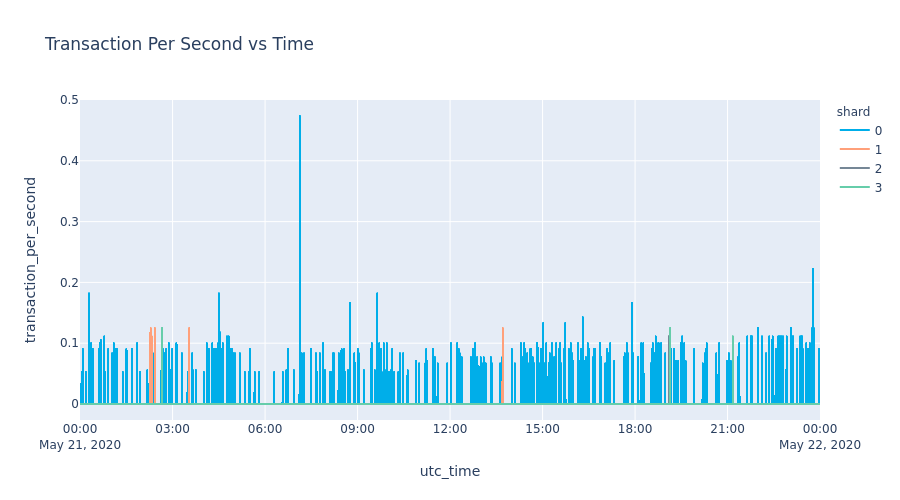 Transaction Per Second vs Time
shard
0
1
2
3
0.5
0.4
0.3
0.2
0.1
0
transaction_per_second
00:00 03:00 06:00 09:00 12:00 15:00 18:00 21:00 00:00
May 21, 2020 May 22, 2020
utc_time